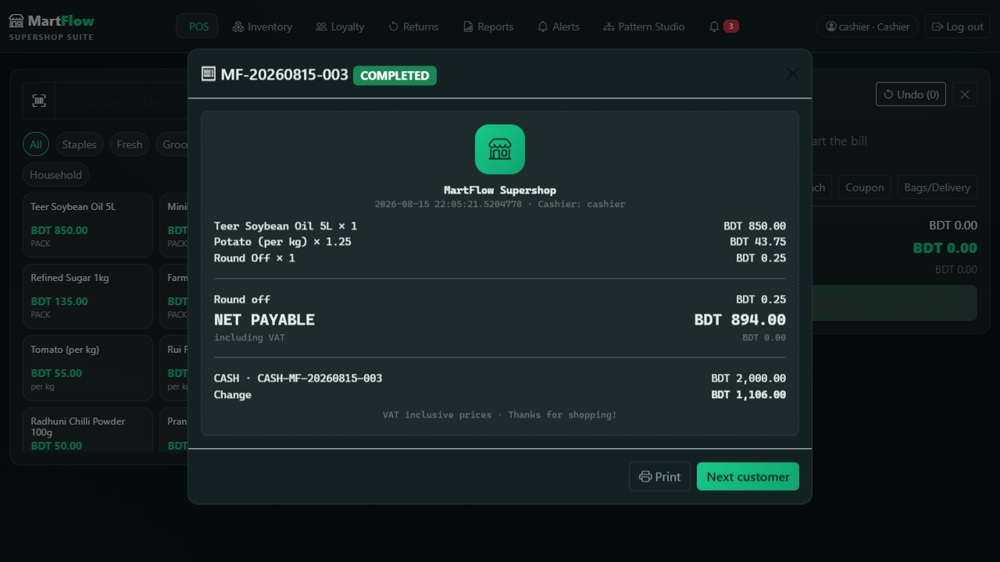 MartFlow
SUPERSHOP SUITE
POS
Inventory
Loyalty
Returns
Reports
Alerts
Pattern Studio
3
cashier · Cashier
Log out
MF-20260815-003 COMPLETED
MartFlow Supershop
2026-08-15 22:05:21.5204778 · Cashier: cashier
Teer Soybean Oil 5L × 1 BDT 850.00
Potato (per kg) × 1.25 BDT 43.75
Round Off × 1 BDT 0.25
Round off BDT 0.25
NET PAYABLE BDT 894.00
including VAT BDT 0.00
CASH · CASH-MF-20260815-003 BDT 2,000.00
Change BDT 1,106.00
VAT inclusive prices · Thanks for shopping!
Print
Next customer
All
Staples
Fresh
Household
Teer Soybean Oil 5L
BDT 850.00
PACK
BDT
PACK
Refined Sugar 1kg
BDT 135.00
PACK
BDT
PACK
Tomato (per kg)
BDT 55.00
per kg
Rui
BDT
per kg
Radhuni Chilli Powder
100g
BDT 50.00
Pran
BDT
Undo (0)
the bill
Coupon
Bags/Delivery
BDT 0.00
BDT 0.00
BDT 0.00